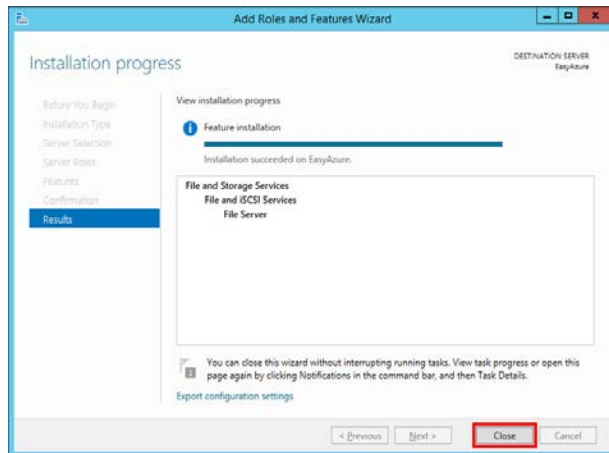 Add Roles and Features Wizard
Installation progress
DESTINATION SERVER
EasyAzure
Before You Begin
Installation Type
Server Selection
Server Roles
Features
Confirmation
Results
View installation progress
Feature installation
Installation succeeded on EasyAzure.
File and Storage Services
File and iSCSI Services
File Server
You can close this wizard without interrupting running tasks. View task progress or open this
page again by clicking Notifications in the command bar, and then Task Details.
Export configuration settings
< Previous
Next >
Close
Cancel